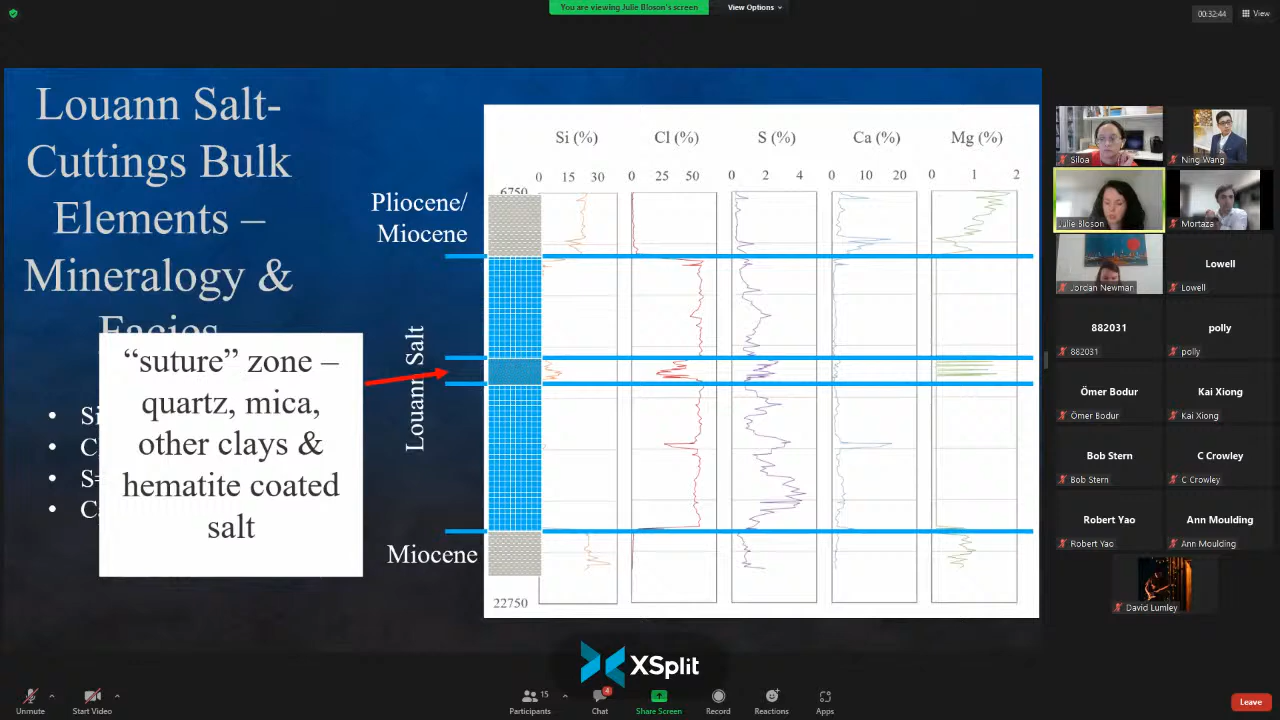 You are viewing Julie Bloson's screen
View Options
00:32:44
View
Louann Salt-
Cuttings Bulk
Elements –
Mineralogy &
Facies
“suture” zone –
quartz, mica,
other clays &
hematite coated
salt
• Si
• C
• S-
• C
Pliocene/
Miocene
Louann Salt
Miocene
Si (%)
Cl (%)
S (%)
Ca (%)
Mg (%)
0 15 30
0 25 50
0 2 4
0 10 20
0 1 2
6750
22750
Siloa
Ning Wang
Julie Bloson
Mortaza
Jordan Newman
Lowell
Lowell
882031
882031
polly
polly
Ömer Bodur
Ömer Bodur
Kai Xiong
Kai Xiong
Bob Stern
Bob Stern
C Crowley
C Crowley
Robert Yao
Robert Yao
Ann Moulding
Ann Moulding
David Lumley
XSplit
Unmute
Start Video
15
Participants
4
Chat
Share Screen
Record
Reactions
Apps
Leave